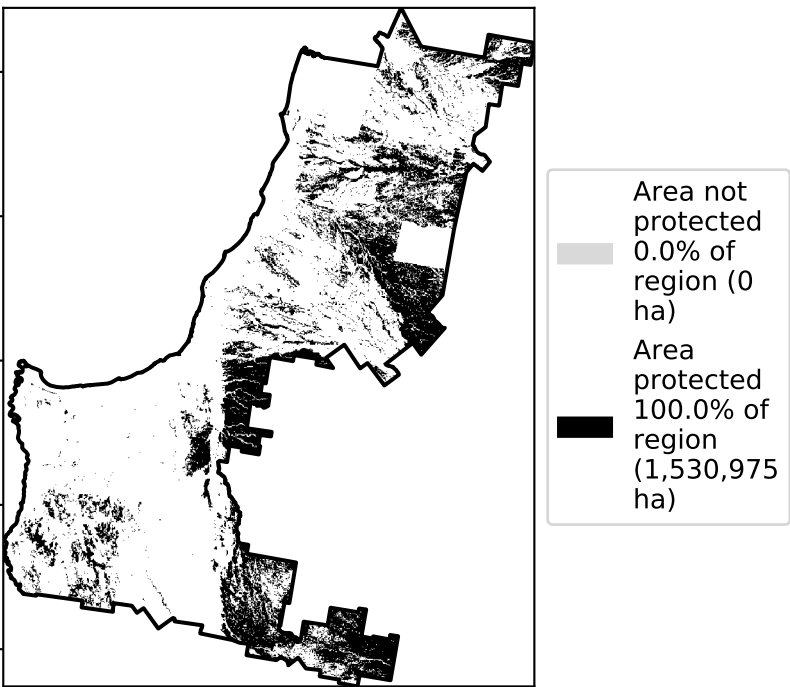 Area not
protected
0.0% of
region (0
ha)
Area
protected
100.0% of
region
(1,530,975
ha)